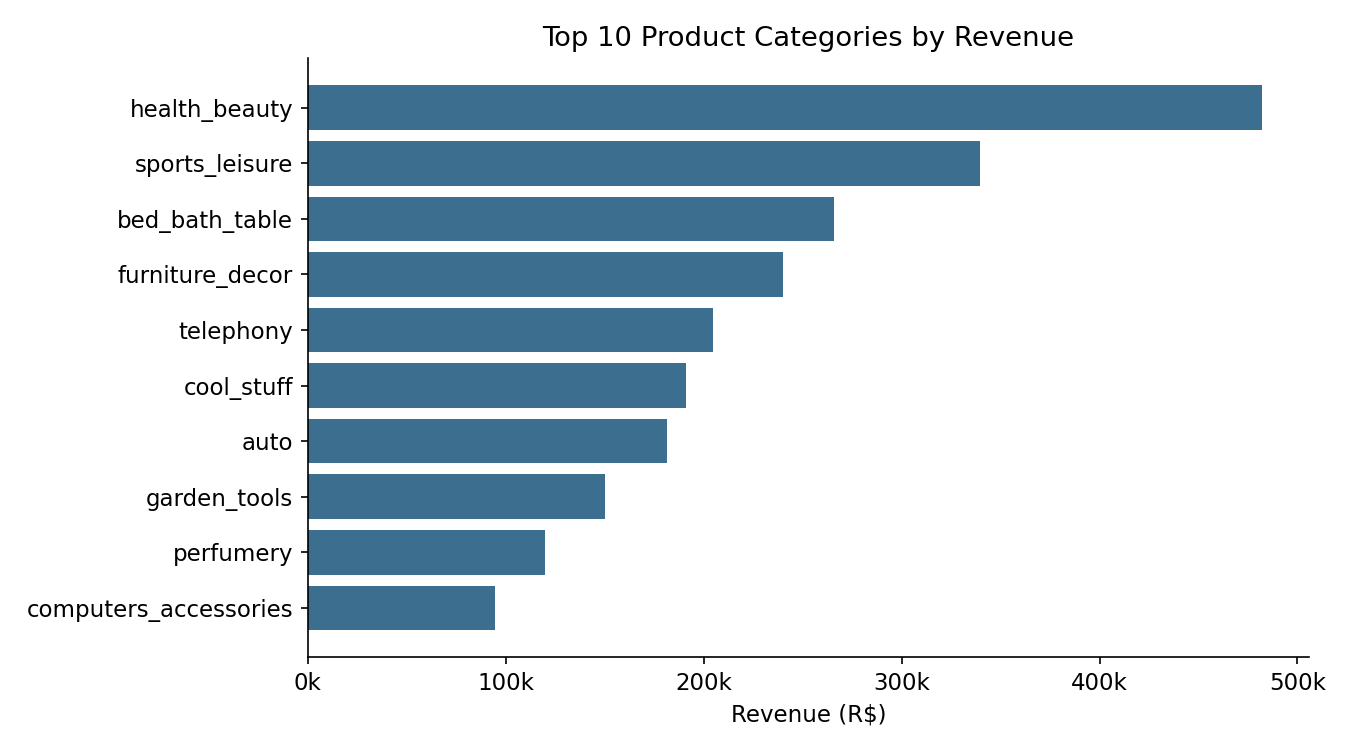 Top 10 Product Categories by Revenue
health_beauty
sports_leisure
bed_bath_table
furniture_decor
telephony
cool_stuff
auto
garden_tools
perfumery
computers_accessories
0k 100k 200k 300k 400k 500k
Revenue (R$)